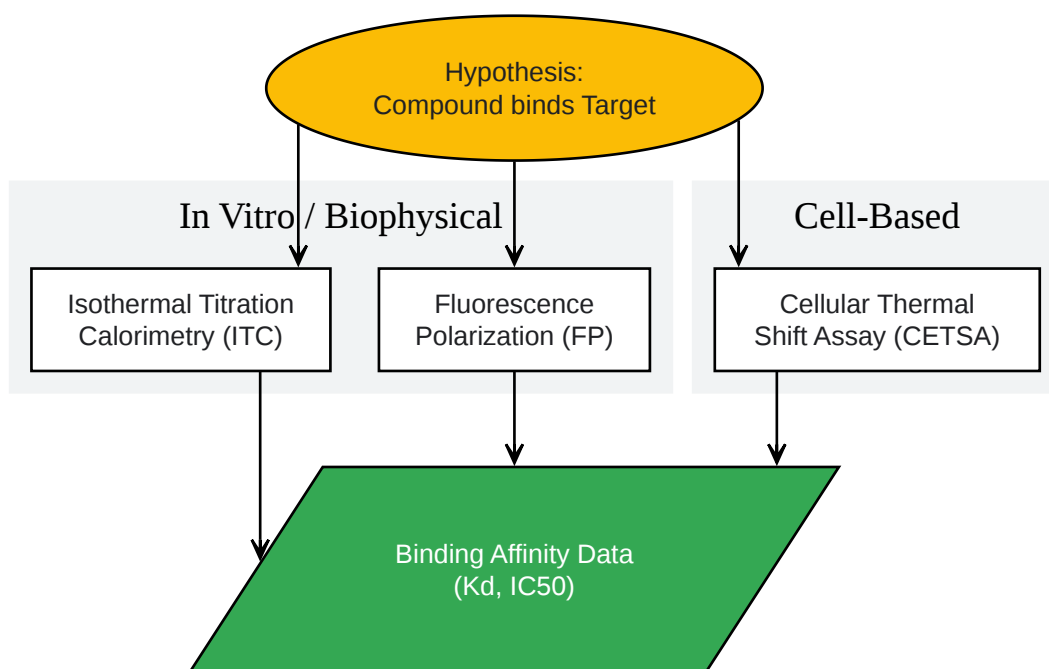 Hypothesis:
Compound binds Target
In Vitro / Biophysical
Cell-Based
Isothermal Titration
Calorimetry (ITC)
Fluorescence
Polarization (FP)
Cellular Thermal
Shift Assay (CETSA)
Binding Affinity Data
(Kd, IC50)